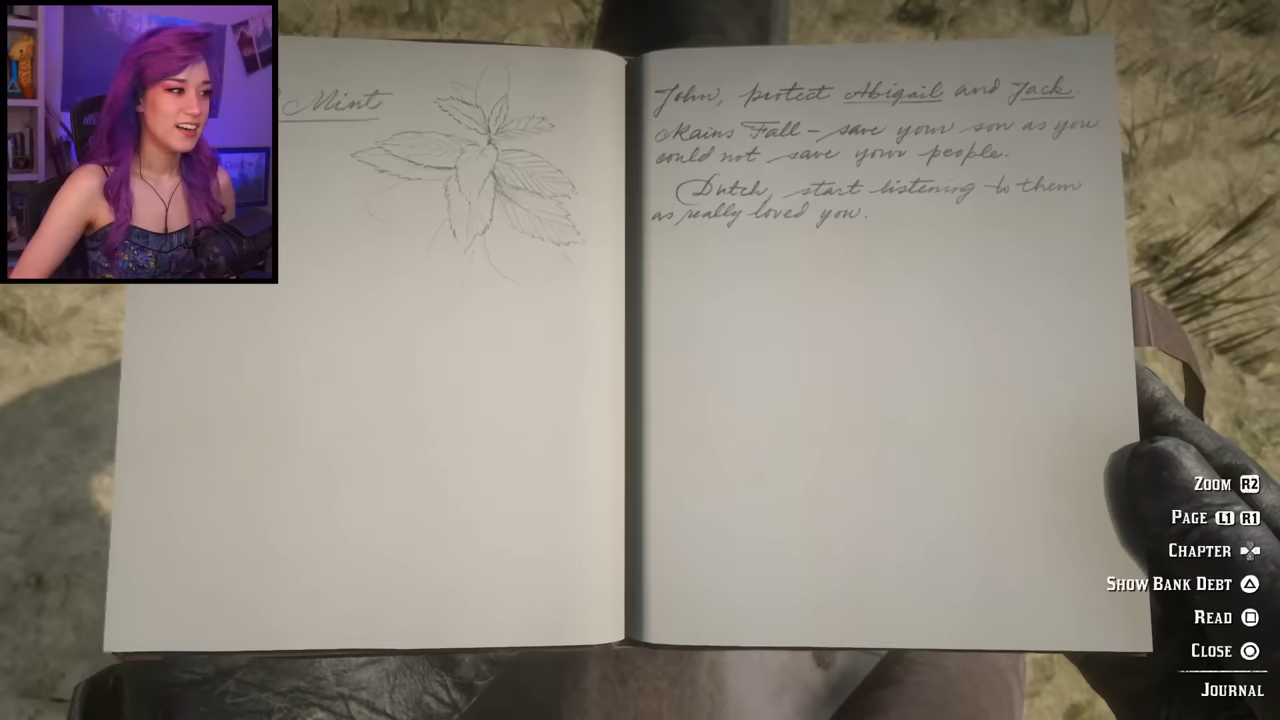 Mint
John, protect Abigail and Jack.
Rains Fall – save your son as you
could not save your people.
Dutch, start listening to them
as really loved you.
ZOOM R2
PAGE L1 R1
CHAPTER
SHOW BANK DEBT
READ
CLOSE
JOURNAL